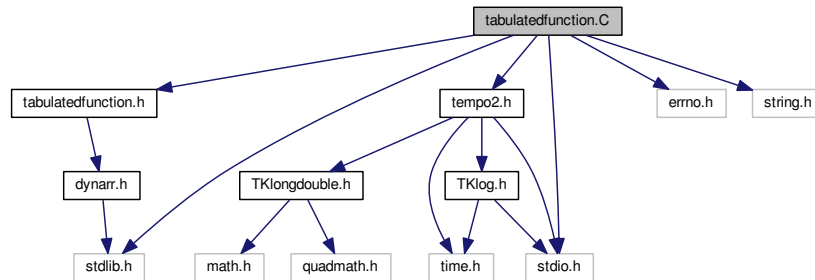 tabulatedfunction.C
tabulatedfunction.h
tempo2.h
errno.h
string.h
dynarr.h
TKlongdouble.h
TKlog.h
stdlib.h
math.h
quadmath.h
time.h
stdio.h